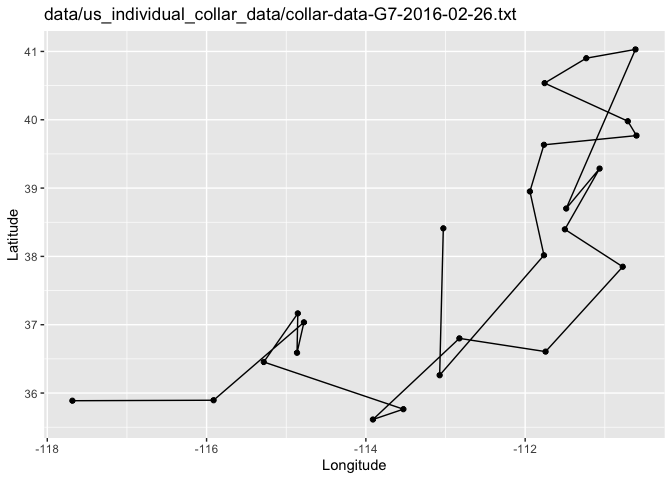 data/us_individual_collar_data/collar-data-G7-2016-02-26.txt
41
40
39
38
37
36
Latitude
-118 -116 -114 -112
Longitude